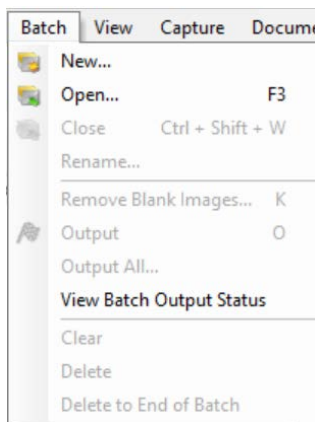 Batch View Capture Docume
New...
Open... F3
Close Ctrl + Shift + W
Rename...
Remove Blank Images... K
Output O
Output All...
View Batch Output Status
Clear
Delete
Delete to End of Batch